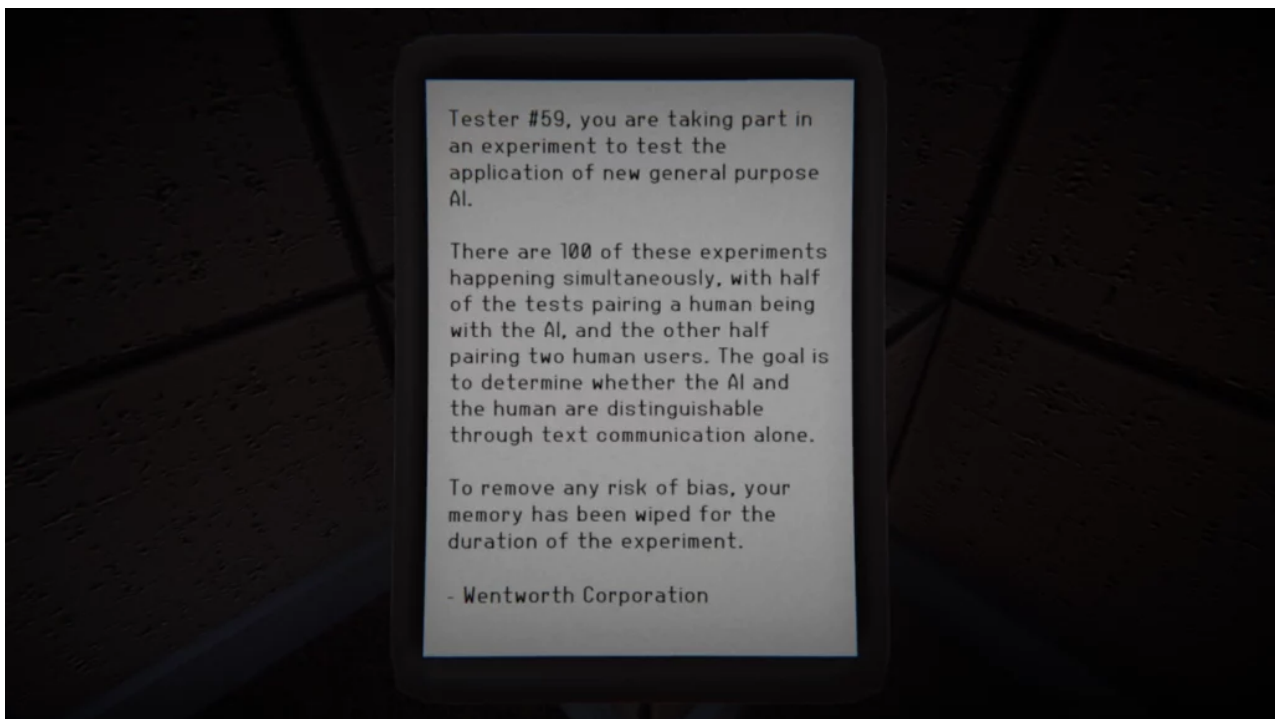 Tester #59, you are taking part in
an experiment to test the
application of new general purpose
AI.
There are 100 of these experiments
happening simultaneously, with half
of the tests pairing a human being
with the AI, and the other half
pairing two human users. The goal is
to determine whether the AI and
the human are distinguishable
through text communication alone.
To remove any risk of bias, your
memory has been wiped for the
duration of the experiment.
- Wentworth Corporation